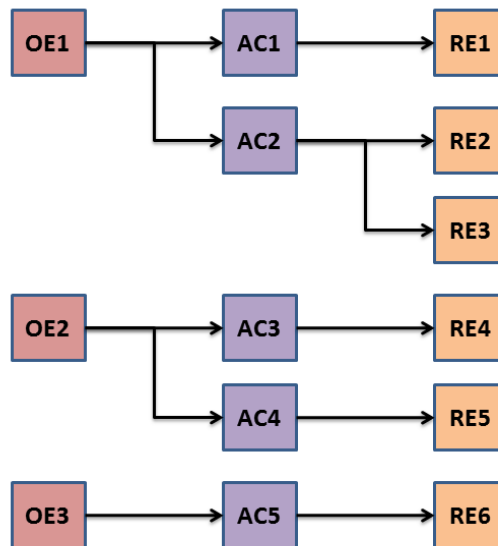 OE1 AC1 RE1
AC2 RE2
RE3
OE2 AC3 RE4
AC4 RE5
OE3 AC5 RE6